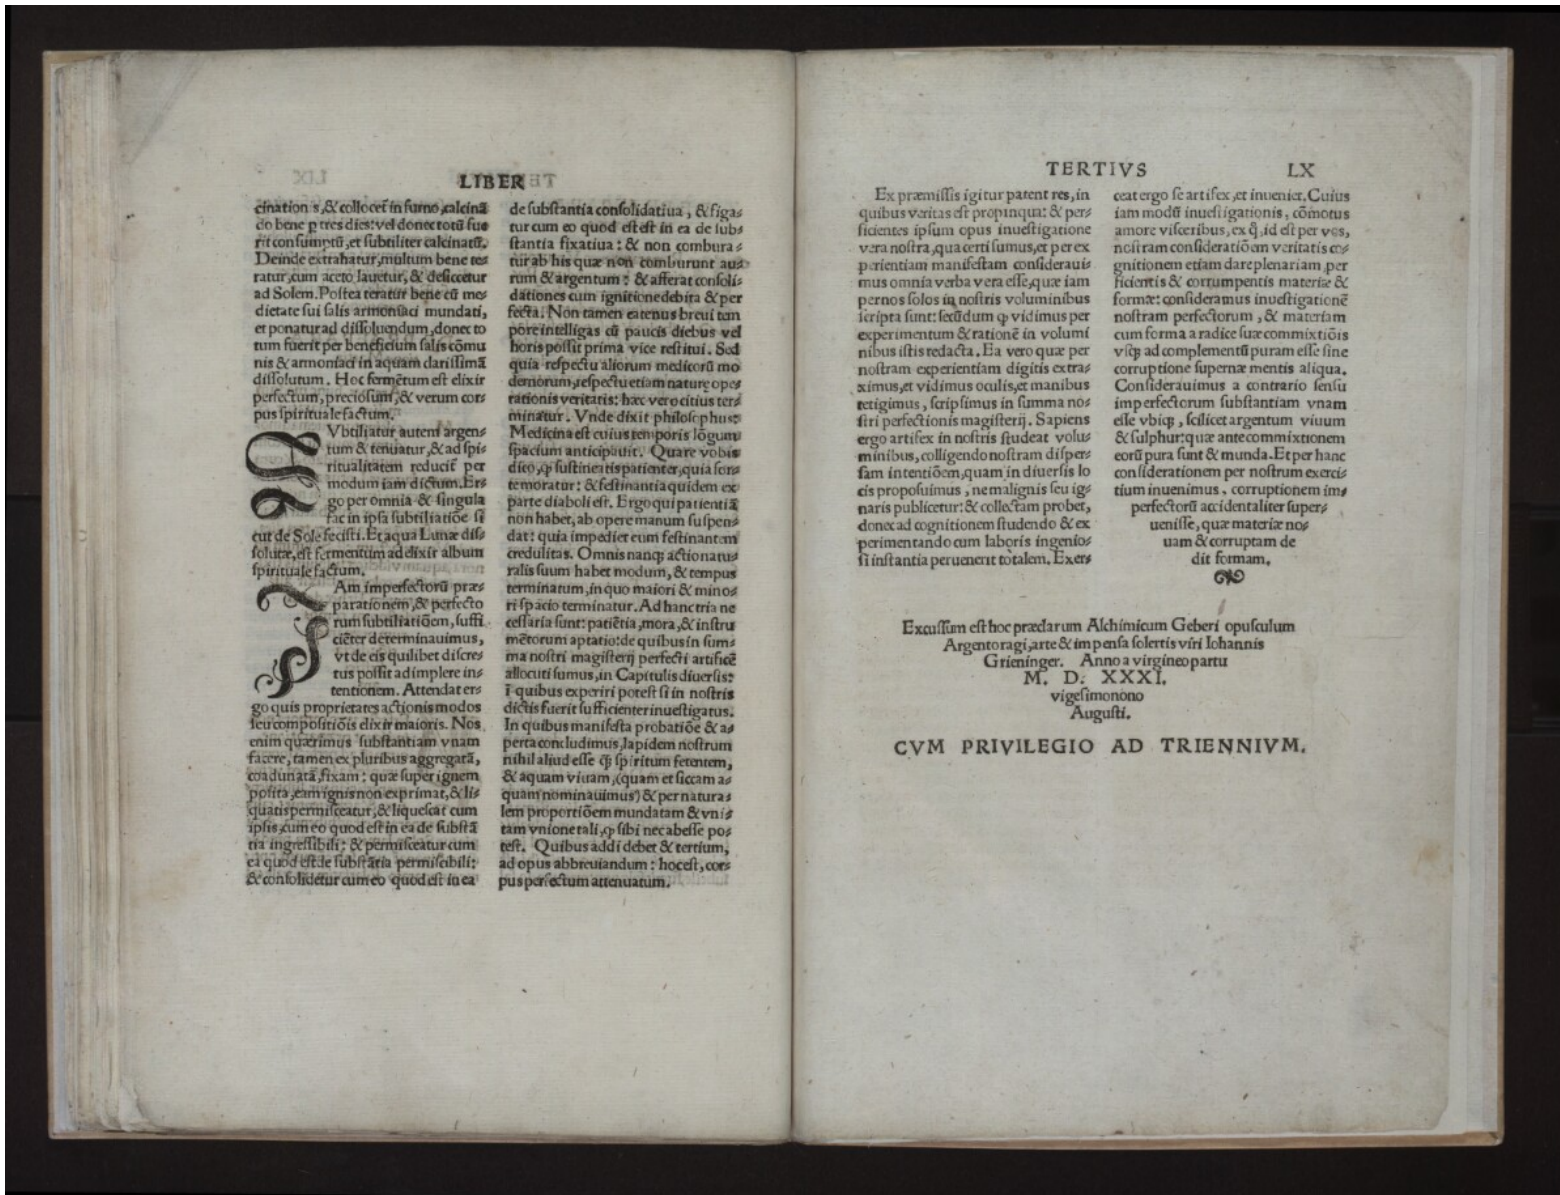 LIBER
cination s,& collocet̄ in furno, calcinā
do bene p tres dies: vel donec totū fue
rit consumptū, et subtiliter calcinatū.
Deinde extrahatur, multum bene te⸗
ratur, cum aceto lauetur, & desiccetur
ad Solem. Postea teratur bene cū me⸗
dietate sui salis armoniaci mundati,
et ponatur ad dissoluendum, donec to
tum fuerit per beneficium salis cōmu
nis & armoniaci in aquam clarissimā
dissolutum. Hoc fermētum est elixir
perfectum, preciosum, & verum cor⸗
pus spirituale factum.
SVbtiliatur autem argen⸗
tum & tenuatur, & ad spi⸗
ritualitatem reducit̄ per
modum iam dictum. Er⸗
go per omnia & singula
fac in ipsa subtiliatiōe si
cut de Sole fecisti. Et aqua Lunæ dis⸗
solutæ, est fermentum ad elixir album
spirituale factum.
IAm imperfectorū præ⸗
parationem, & perfecto
rum subtiliatiōem, suffi
ciēter determinauimus,
vt de eis quilibet discre⸗
tus possit adimplere in⸗
tentionem. Attendat er⸗
go quis proprietates actionis modos
seu compositiōis elixir maioris. Nos
enim quærimus substantiam vnam
facere, tamen ex pluribus aggregatā,
coadunatā, fixam: quæ super ignem
posita, eam ignis non exprimat, & li⸗
quatis permisceatur, & liquescat cum
ipsis, cum eo quod est in ea de substā
tia ingressibili: & permisceatur cum
ea quod est de substātia permiscibili:
& consolidetur cum eo quod est in ea
de substantia consolidatiua, & figa⸗
tur cum eo quod est est in ea de sub⸗
stantia fixatiua: & non combura⸗
tur ab his quæ non comburunt au⸗
rum & argentum: & afferat consoli⸗
dationes cum ignitione debita & per
fecta. Non tamen eatenus breui tem
pore intelligas cū paucis diebus vel
horis possit prima vice restitui. Sed
quia respectu aliorum medicorū mo
dernorum, respectu etiam naturę ope⸗
rationis veritatis: hæc vero citius ter⸗
minatur. Vnde dixit philosophus:
Medicina est cuius temporis lōgum
spacium anticipauit. Quare vobis
dico, ꝙ sustineatis patienter, quia for⸗
te moratur: & festinantia quidem ex
parte diaboli est. Ergo qui patientiā
non habet, ab opere manum suspen⸗
dat: quia impediet eum festinantem
credulitas. Omnis nanqꝫ actio natu⸗
ralis suum habet modum, & tempus
terminatum, in quo maiori & mino⸗
ri spacio terminatur. Ad hanc tria ne
cessaria sunt: patiētia, mora, & instru
mētorum aptatio: de quibus in sum⸗
ma nostri magisterij perfecti artificē
allocuti sumus, in Capitulis diuersis:
ī quibus experiri potest si in nostris
dictis fuerit sufficienter inuestigatus.
In quibus manifesta probatiōe & a⸗
perta concludimus, lapidem nostrum
nihil aliud esse qꝫ̄ spiritum fetentem,
& aquam viuam, (quam et siccam a⸗
quam nominauimus) & per natura⸗
lem proportiōem mundatam & vni⸗
tam vnione tali, ꝙ sibi nec abesse po⸗
test. Quibus addi debet & tertium,
ad opus abbreuiandum: hoc est, cor⸗
pus perfectum attenuatum.
TERTIVS LX
Ex præmissis igitur patent res, in
quibus veritas est propinqua: & per⸗
ficientes ipsum opus inuestigatione
vera nostra, qua certi sumus, et per ex
perientiam manifestam consideraui⸗
mus omnia verba vera esse, quæ iam
per nos solos in nostris voluminibus
scripta sunt: secūdum ꝙ vidimus per
experimentum & rationē in volumi
nibus istis redacta. Ea vero quæ per
nostram experientiam digitis extra⸗
ximus, et vidimus oculis, et manibus
tetigimus, scripsimus in summa no⸗
stri perfectionis magisterij. Sapiens
ergo artifex in nostris studeat volu⸗
minibus, colligendo nostram disper⸗
sam intentiōem, quam in diuersis lo
cis proposuimus, ne malignis seu ig⸗
naris publicetur: & collectam probet,
donec ad cognitionem studendo & ex
perimentando cum laboris ingenio⸗
si instantia peruenerit totalem. Exer⸗
ceat ergo se artifex, et inueniet. Cuius
iam modū inuestigationis, cōmotus
amore visceribus, ex q̄, id est per vos,
nostram consideratiōem veritatis co⸗
gnitionem etiam dare plenariam, per
ficientis & corrumpentis materiæ &
formæ: consideramus inuestigationē
nostram perfectorum, & materiam
cum forma a radice suæ commixtiōis
vsqꝫ ad complementū puram esse sine
corruptione supernæ mentis aliqua.
Considerauimus a contrario sensu
imperfectorum substantiam vnam
esse vbiqꝫ, scilicet argentum viuum
& sulphur: quæ ante commixtionem
eorū pura sunt & munda. Et per hanc
considerationem per nostrum exerci⸗
tium inuenimus, corruptionem im⸗
perfectorū accidentaliter super⸗
uenisse, quæ materiæ no⸗
uam & corruptam de
dit formam.
Excussum est hoc præclarum Alchimicum Geberi opusculum
Argentoragi, arte & impensa solertis viri Iohannis
Grieninger. Anno a virgineo partu
M. D. XXXI.
vigesimonono
Augusti.
CVM PRIVILEGIO AD TRIENNIVM.